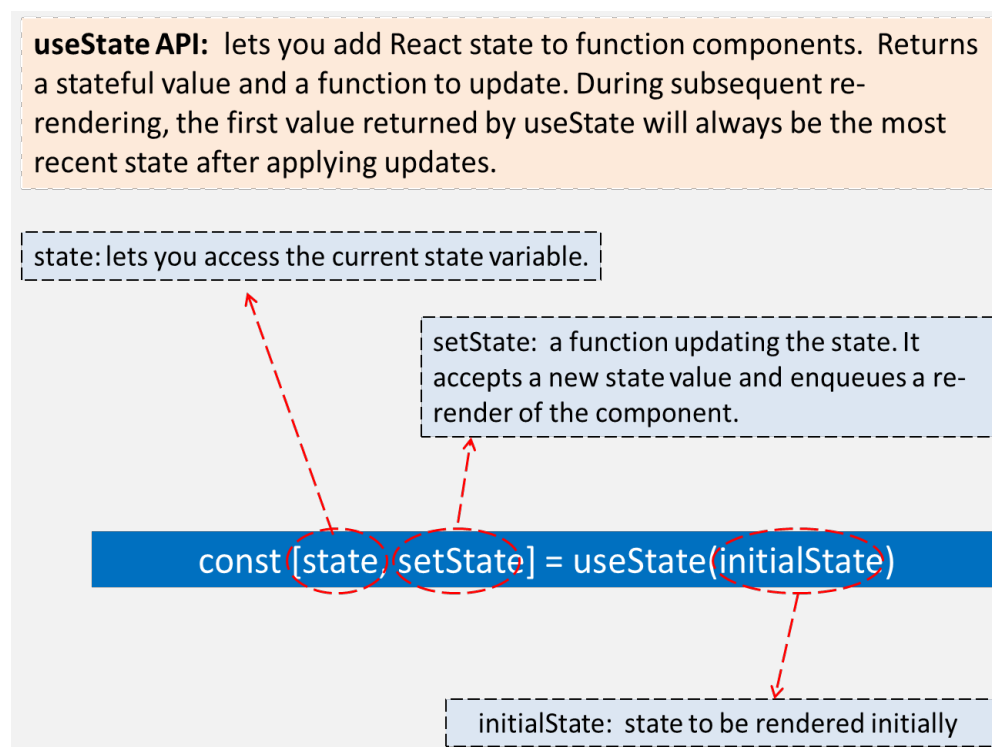 useState API:  lets you add React state to function components.  Returns
a stateful value and a function to update. During subsequent re-
rendering, the first value returned by useState will always be the most
recent state after applying updates.
state: lets you access the current state variable.
setState:  a function updating the state. It
accepts a new state value and enqueues a re-
render of the component.
const [state, setState] = useState(initialState)
initialState:  state to be rendered initially